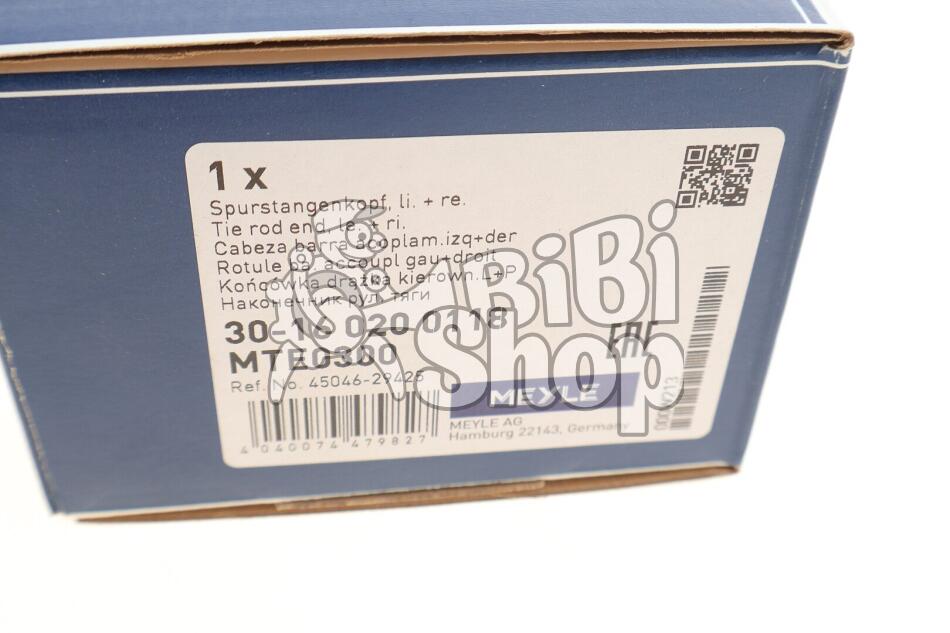 1 x
Spurstangenkopf, li. + re.
Tie rod end, le. + ri.
Cabeza barra acoplam.izq+der
Rotule ba. accoupl gau+droit
Końcówka drążka kierown.L+P
Наконечник рул. тяги
30-16 020 0118
MTE0300
Ref. No. 45046-29425
4 040074 479827
MEYLE
MEYLE AG
Hamburg 22143, Germany
EAC
ABiBi
Shop